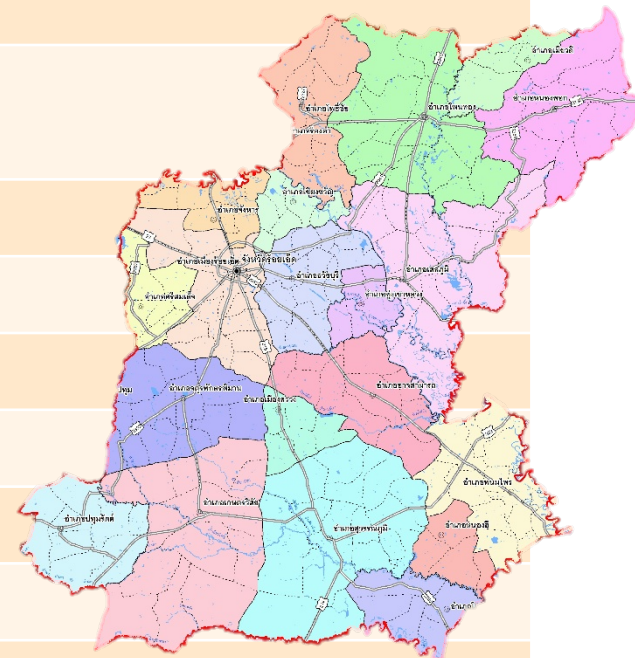 อำเภอเมยวดี
อำเภอหนองพอก
อำเภอโพธิ์ชัย
อำเภอโพนทอง
อำเภอเชียงขวัญ
อำเภอจังหาร
อำเภอเมืองร้อยเอ็ด
จังหวัดร้อยเอ็ด
อำเภอธวัชบุรี
อำเภอเสลภูมิ
อำเภอศรีสมเด็จ
อำเภอทุ่งเขาหลวง
อำเภออาจสามารถ
อำเภอจตุรพักตรพิมาน
อำเภอเมืองสรวง
อำเภอพนมไพร
อำเภอเกษตรวิสัย
อำเภอปทุมรัตต์
อำเภอสุวรรณภูมิ
อำเภอหนองฮี